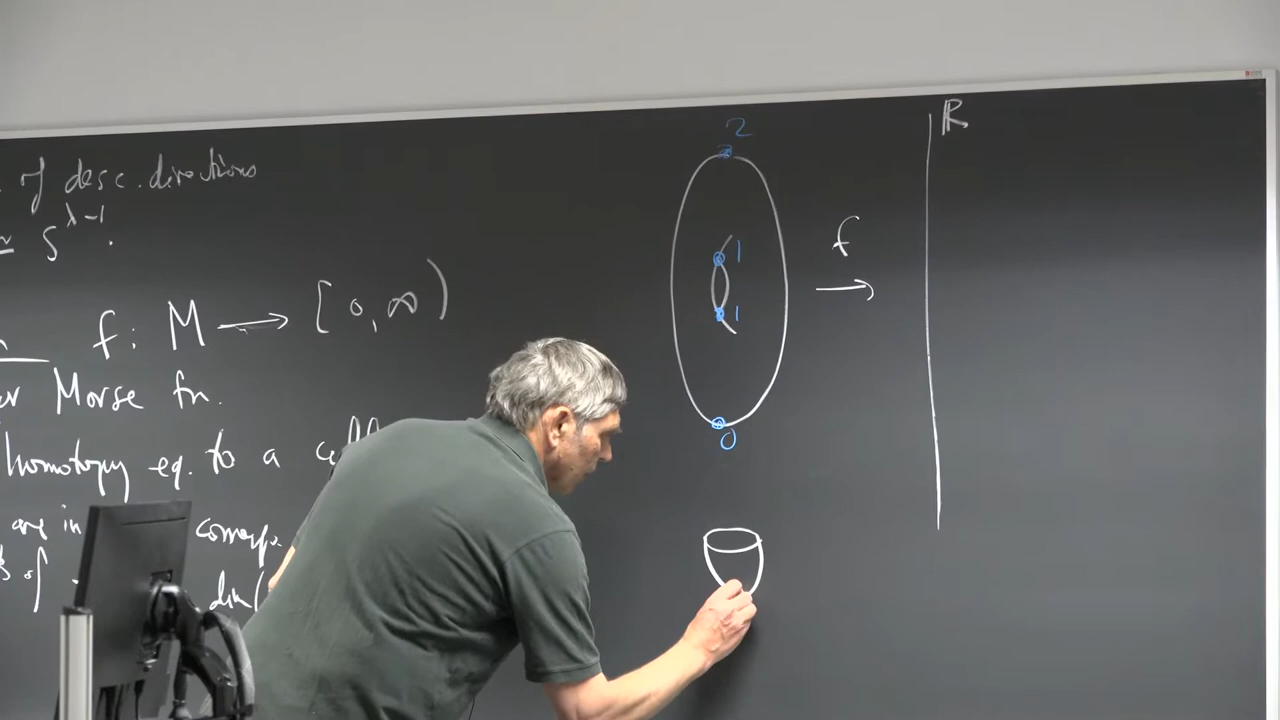 of desc. directions
≃ S^{λ-1}.
f: M → [0, ∞)
Morse fn.
homotopy eq. to a cell
are in corresp.
of dim(
2
1
1
0
f
→
ℝ